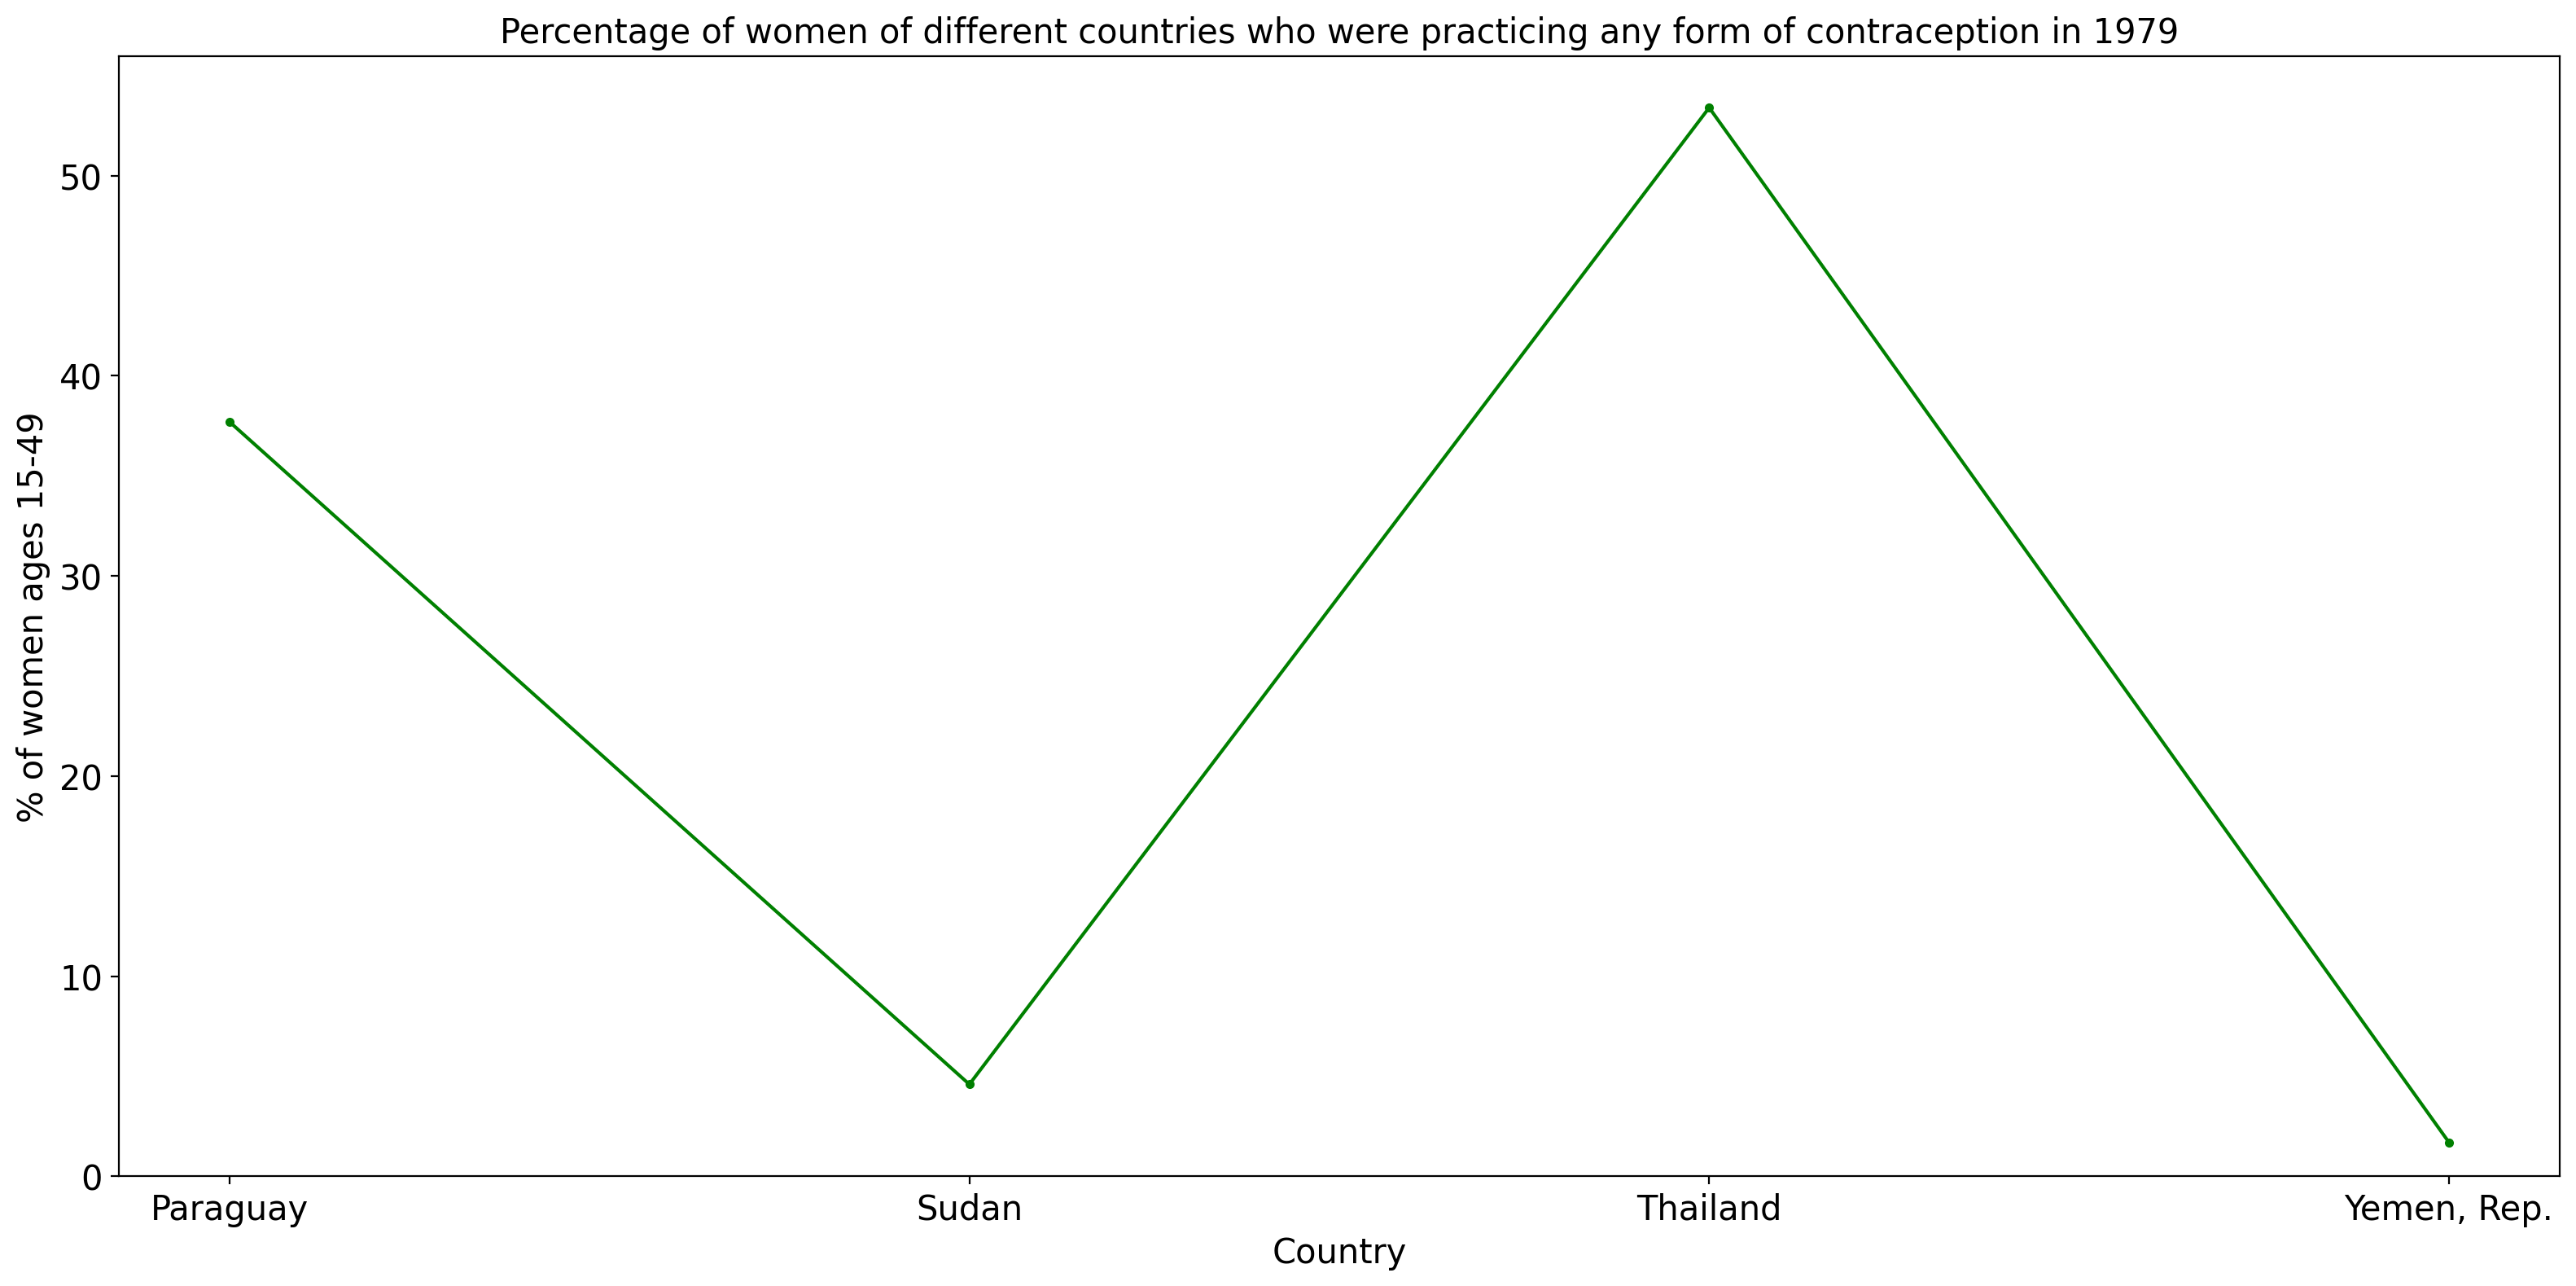 Percentage of women of different countries who were practicing any form of contraception in 1979
% of women ages 15-49
50
40
30
20
10
0
Paraguay Sudan Thailand Yemen, Rep.
Country